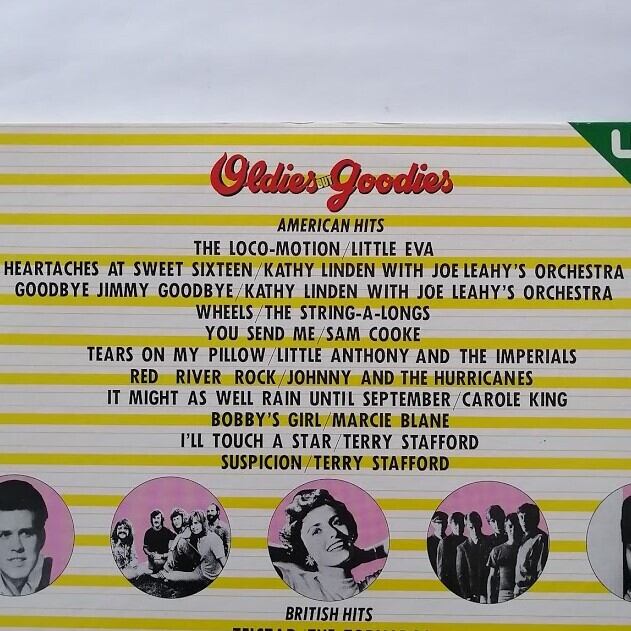 Oldies BUT Goodies
AMERICAN HITS
THE LOCO-MOTION/LITTLE EVA
HEARTACHES AT SWEET SIXTEEN/KATHY LINDEN WITH JOE LEAHY'S ORCHESTRA
GOODBYE JIMMY GOODBYE/KATHY LINDEN WITH JOE LEAHY'S ORCHESTRA
WHEELS/THE STRING-A-LONGS
YOU SEND ME/SAM COOKE
TEARS ON MY PILLOW/LITTLE ANTHONY AND THE IMPERIALS
RED RIVER ROCK/JOHNNY AND THE HURRICANES
IT MIGHT AS WELL RAIN UNTIL SEPTEMBER/CAROLE KING
BOBBY'S GIRL/MARCIE BLANE
I'LL TOUCH A STAR/TERRY STAFFORD
SUSPICION/TERRY STAFFORD
BRITISH HITS